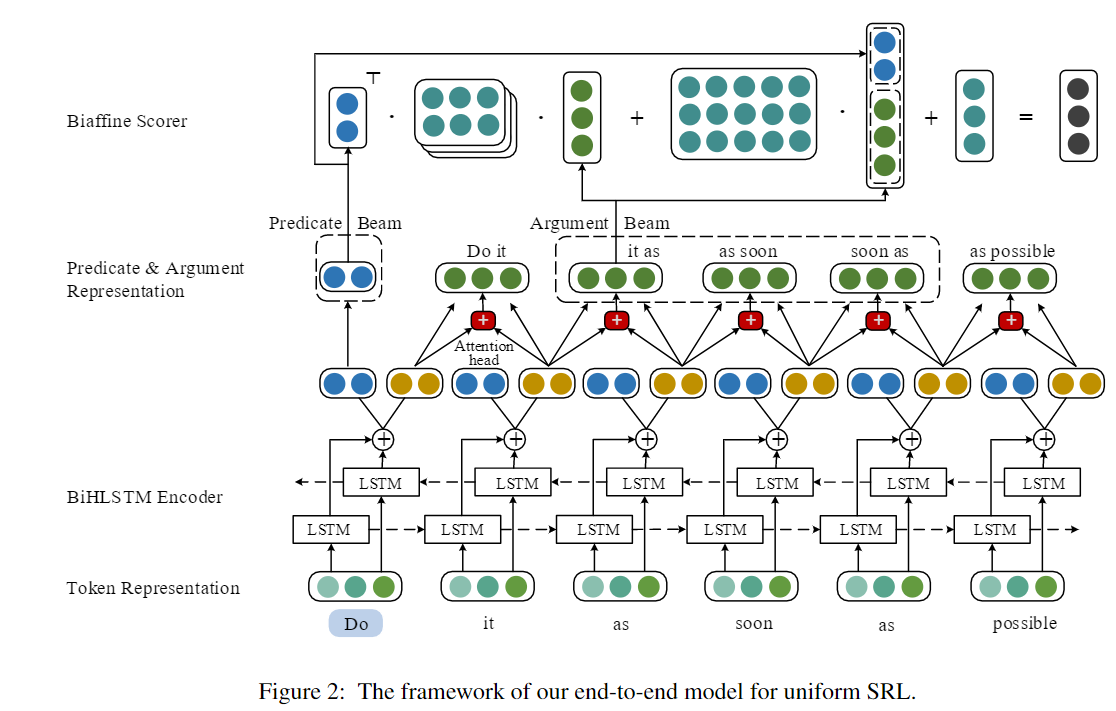 Biaffine Scorer
⊤
· · + · + =
Predicate Beam
Argument Beam
Predicate & Argument
Representation
Do it
it as
as soon
soon as
as possible
+ + + + +
Attention
head
+ + + + + +
BiHLSTM Encoder
LSTM LSTM LSTM LSTM LSTM LSTM
LSTM LSTM LSTM LSTM LSTM LSTM
Token Representation
Do it as soon as possible
Figure 2: The framework of our end-to-end model for uniform SRL.